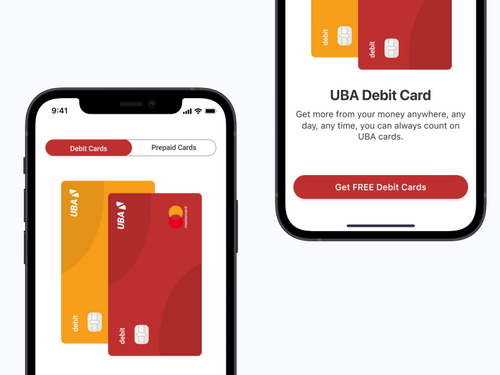 debit
debit
UBA Debit Card
Get more from your money anywhere, any
day, any time, you can always count on
UBA cards.
Get FREE Debit Cards
9:41
Debit Cards
Prepaid Cards
UBA
UBA
mastercard
debit
debit